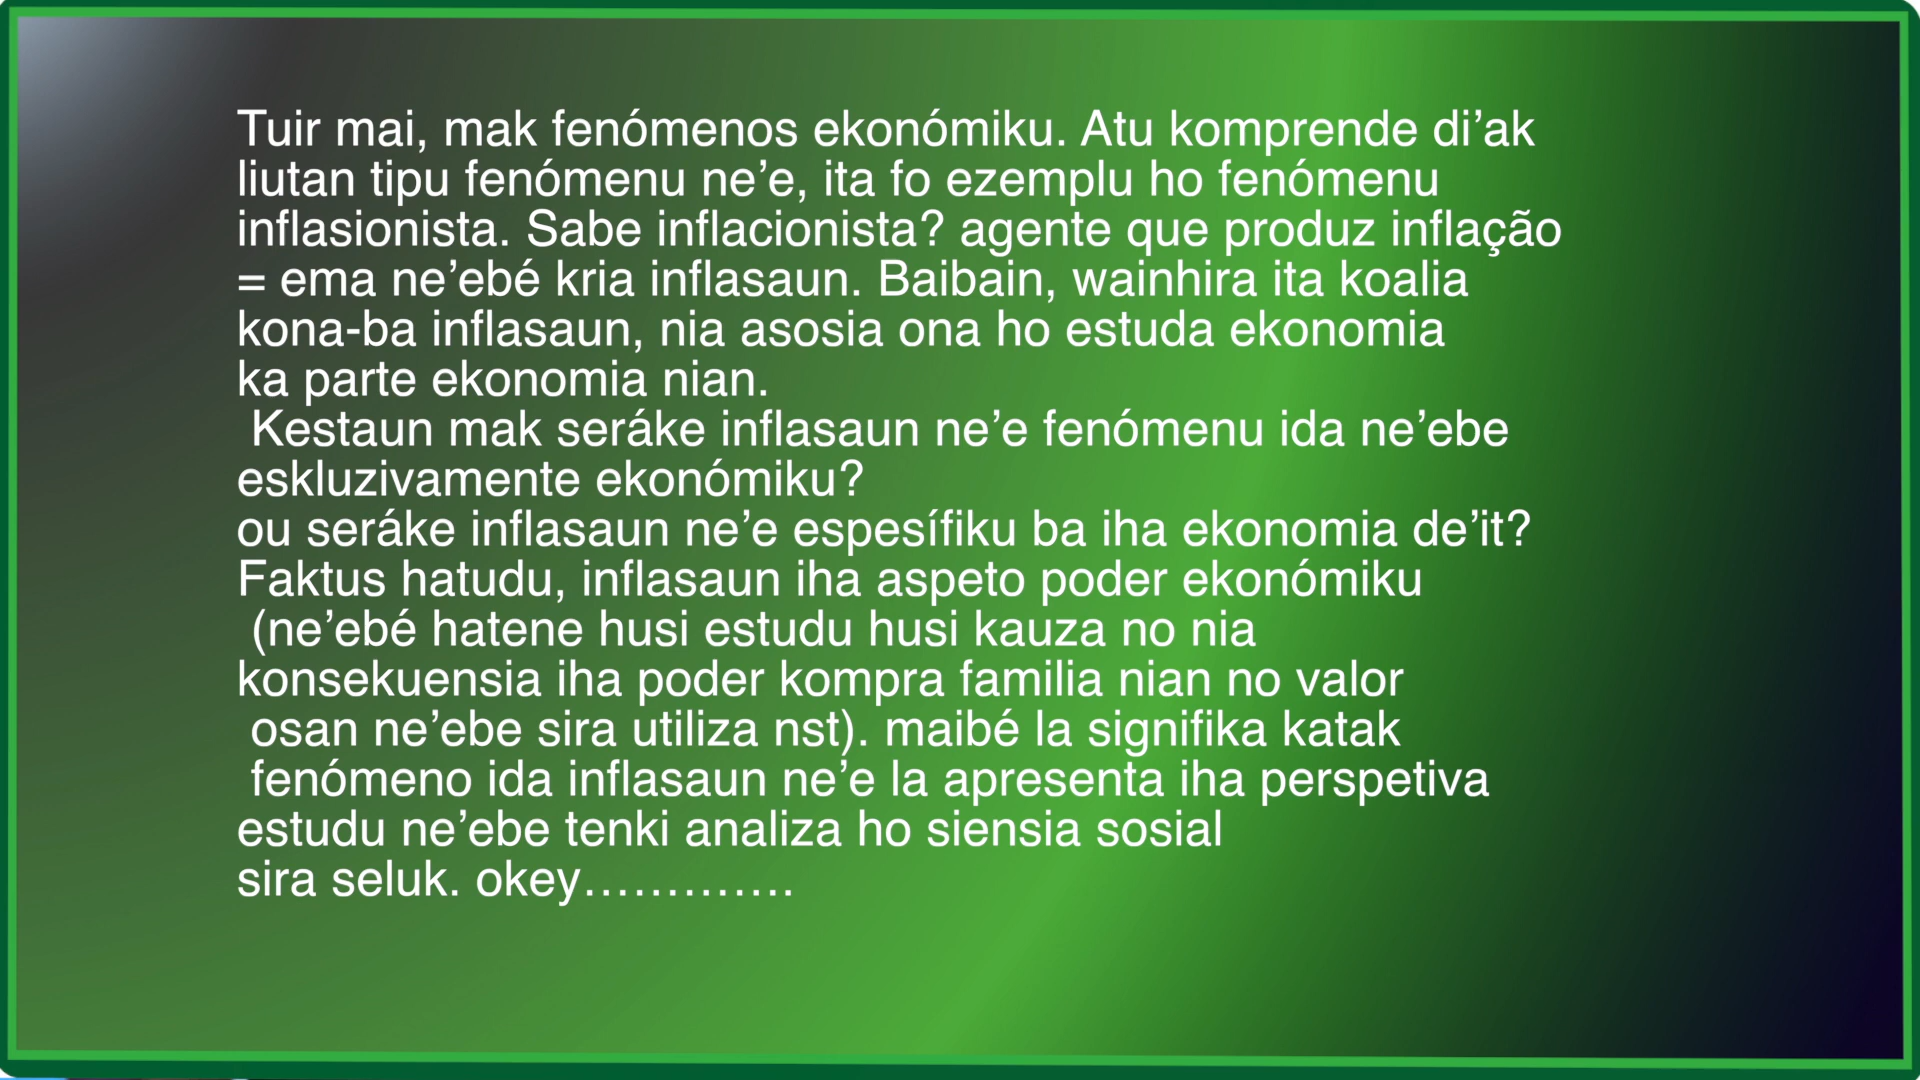 Tuir mai, mak fenómenos ekonómiku. Atu komprende di’ak
liutan tipu fenómenu ne’e, ita fo ezemplu ho fenómenu
inflasionista. Sabe inflacionista? agente que produz inflação
= ema ne’ebé kria inflasaun. Baibain, wainhira ita koalia
kona-ba inflasaun, nia asosia ona ho estuda ekonomia
ka parte ekonomia nian.
Kestaun mak seráke inflasaun ne’e fenómenu ida ne’ebe
eskluzivamente ekonómiku?
ou seráke inflasaun ne’e espesífiku ba iha ekonomia de’it?
Faktus hatudu, inflasaun iha aspeto poder ekonómiku
(ne’ebé hatene husi estudu husi kauza no nia
konsekuensia iha poder kompra familia nian no valor
osan ne’ebe sira utiliza nst). maibé la signifika katak
fenómeno ida inflasaun ne’e la apresenta iha perspetiva
estudu ne’ebe tenki analiza ho siensia sosial
sira seluk. okey………….